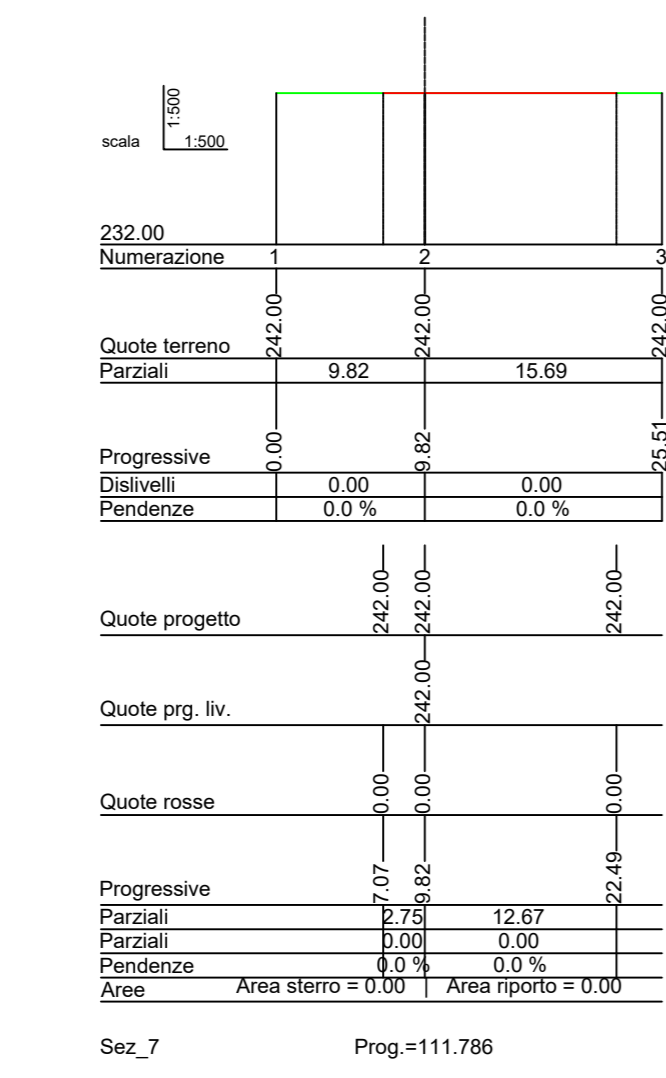 1:500
scala 1:500
232.00
Numerazione 1 2 3
Quote terreno 242.00 242.00 242.00
Parziali 9.82 15.69
Progressive 0.00 9.82 25.51
Dislivelli 0.00 0.00
Pendenze 0.0 % 0.0 %
Quote progetto 242.00 242.00 242.00
Quote prg. liv. 242.00
Quote rosse 0.00 0.00 0.00
Progressive 7.07 9.82 22.49
Parziali 2.75 12.67
Parziali 0.00 0.00
Pendenze 0.0 % 0.0 %
Aree Area sterro = 0.00 Area riporto = 0.00
Sez_7 Prog.=111.786